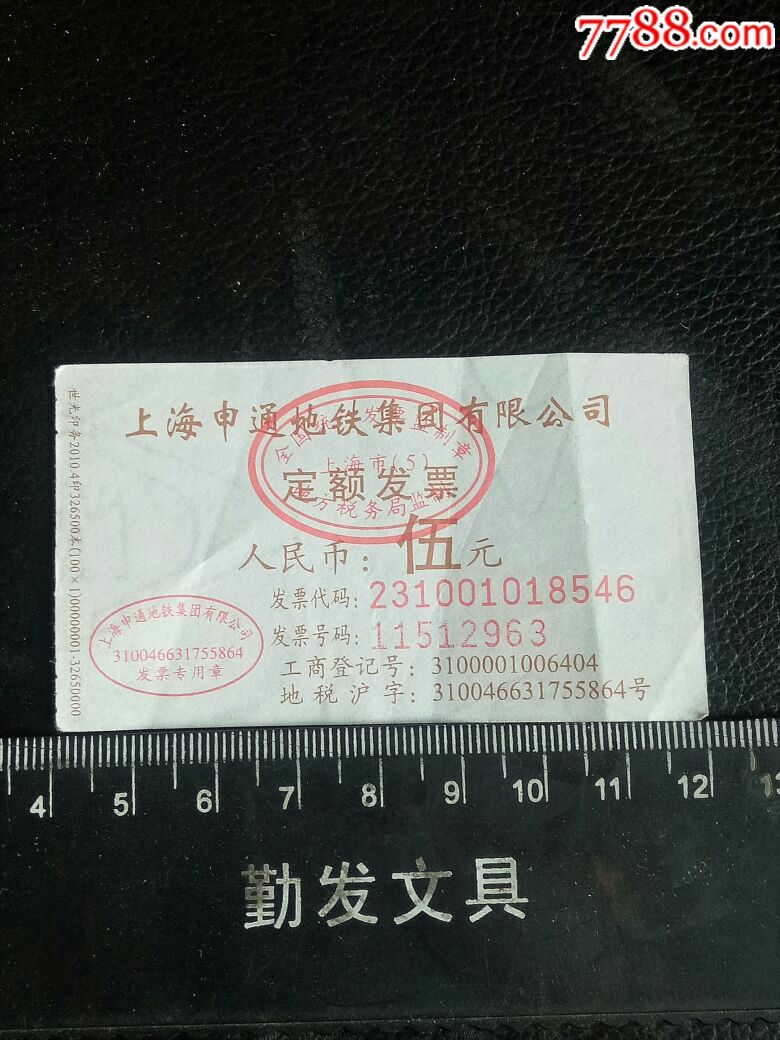 7788.com
上海申通地铁集团有限公司
全国统一发票监制章
上海市(5)
地方税务局监制
定额发票
人民币：伍元
发票代码：231001018546
发票号码：11512963
工商登记号：3100001006404
地税沪字：310046631755864号
上海申通地铁集团有限公司
310046631755864
发票专用章
世光印务2010.4印326500本(100×1)00000001-32650000
4 5 6 7 8 9 10 11 12 13
勤发文具